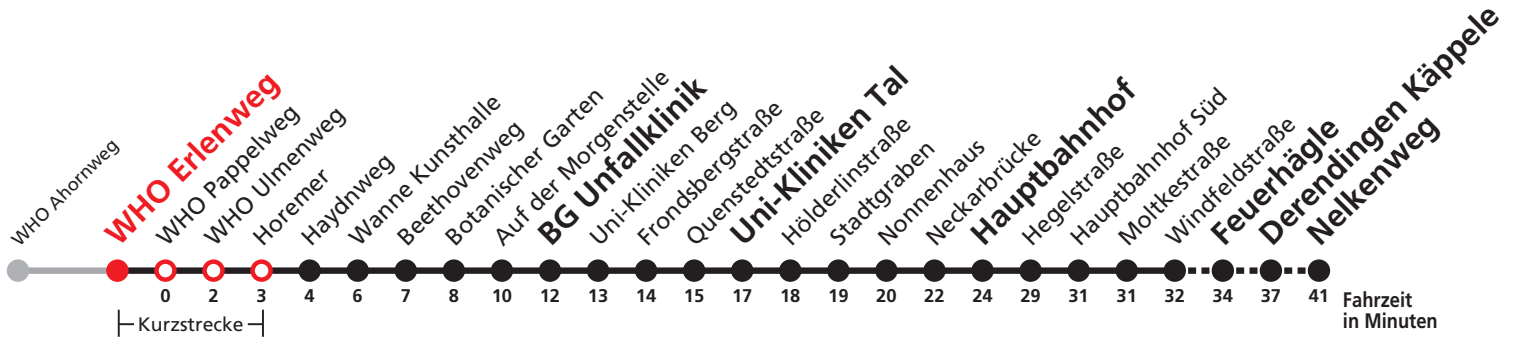 WHO Ahornweg
WHO Erlenweg
WHO Pappelweg
WHO Ulmenweg
Horemer
Haydnweg
Wanne Kunsthalle
Beethovenweg
Botanischer Garten
Auf der Morgenstelle
BG Unfallklinik
Uni-Kliniken Berg
Frondsbergstraße
Quenstedtstraße
Uni-Kliniken Tal
Hölderlinstraße
Stadtgraben
Nonnenhaus
Neckarbrücke
Hauptbahnhof
Hegelstraße
Hauptbahnhof Süd
Moltkestraße
Windfeldstraße
Feuerhägle
Derendingen Käppele
Nelkenweg
0 2 3 4 6 7 8 10 12 13 14 15 17 18 19 20 22 24 29 31 31 32 34 37 41 Fahrzeit
in Minuten
Kurzstrecke